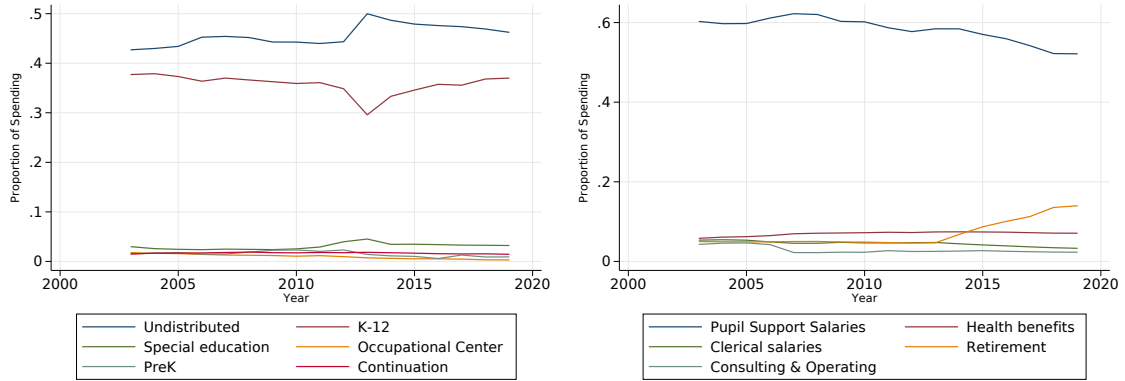 Proportion of Spending
.5
.4
.3
.2
.1
0
2000 2005 2010 2015 2020
Year
Undistributed K-12
Special education Occupational Center
PreK Continuation
Proportion of Spending
.6
.4
.2
0
2000 2005 2010 2015 2020
Year
Pupil Support Salaries Health benefits
Clerical salaries Retirement
Consulting & Operating